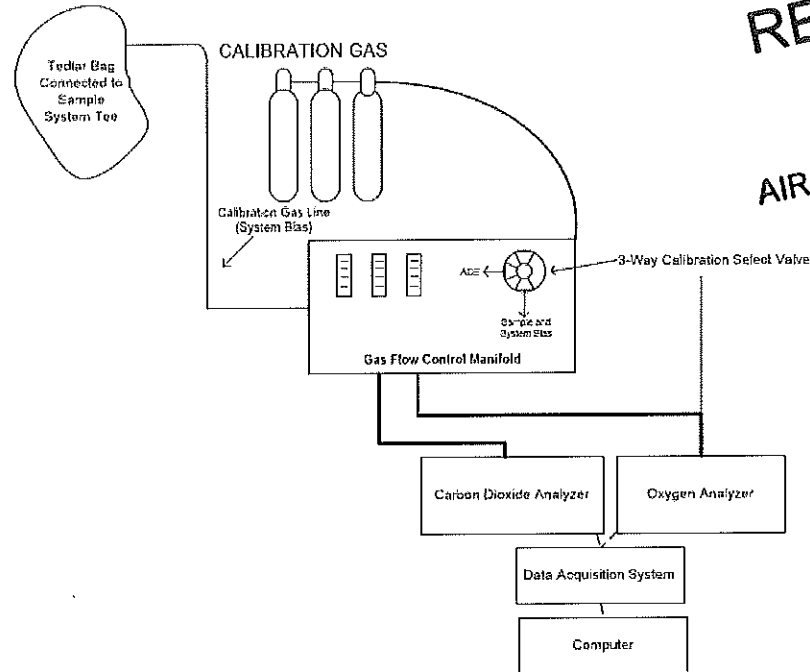 RE
AIR
CALIBRATION GAS
Tedlar Bag
Connected to
Sample
System Tee
Calibration Gas Line
(System Bias)
3-Way Calibration Select Valve
ADE
Sample and
System Bias
Gas Flow Control Manifold
Carbon Dioxide Analyzer
Oxygen Analyzer
Data Acquisition System
Computer